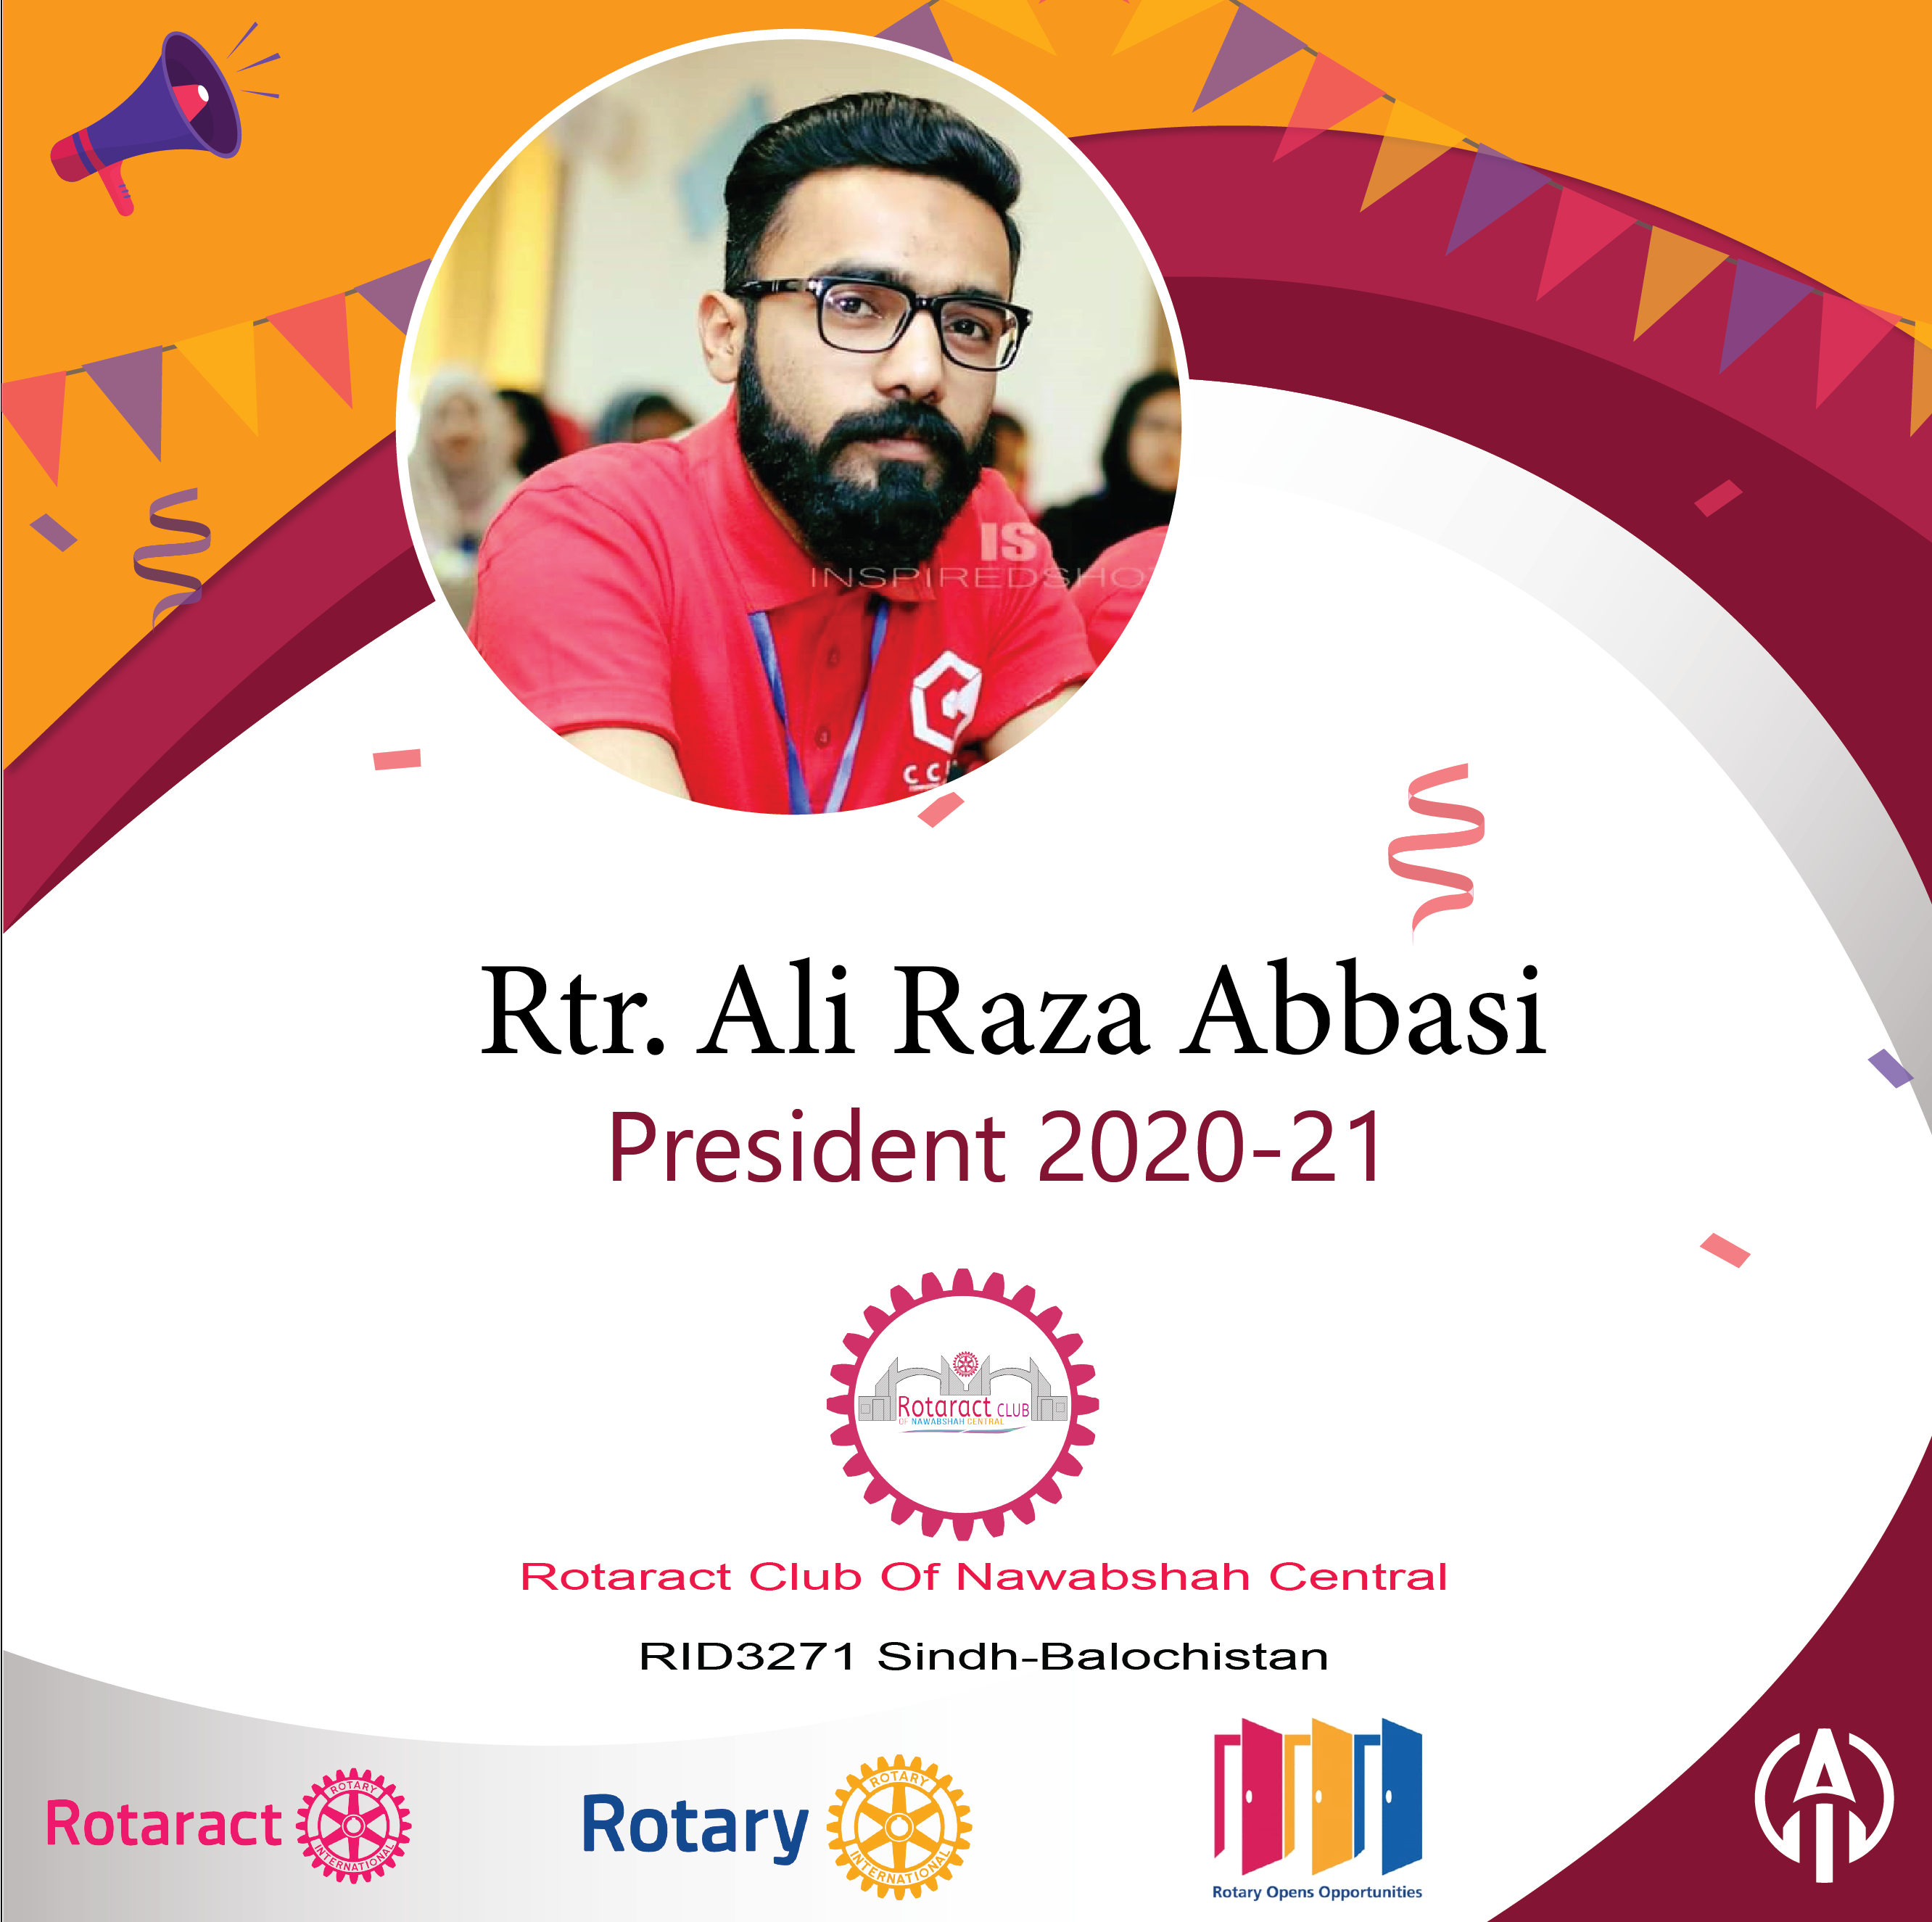 IS
INSPIREDSHO
Rtr. Ali Raza Abbasi
President 2020-21
Rotaract CLUB
OF NAWABSHAH CENTRAL
Rotaract Club Of Nawabshah Central
RID3271 Sindh-Balochistan
Rotaract
ROTARY
INTERNATIONAL
Rotary
ROTARY
INTERNATIONAL
Rotary Opens Opportunities